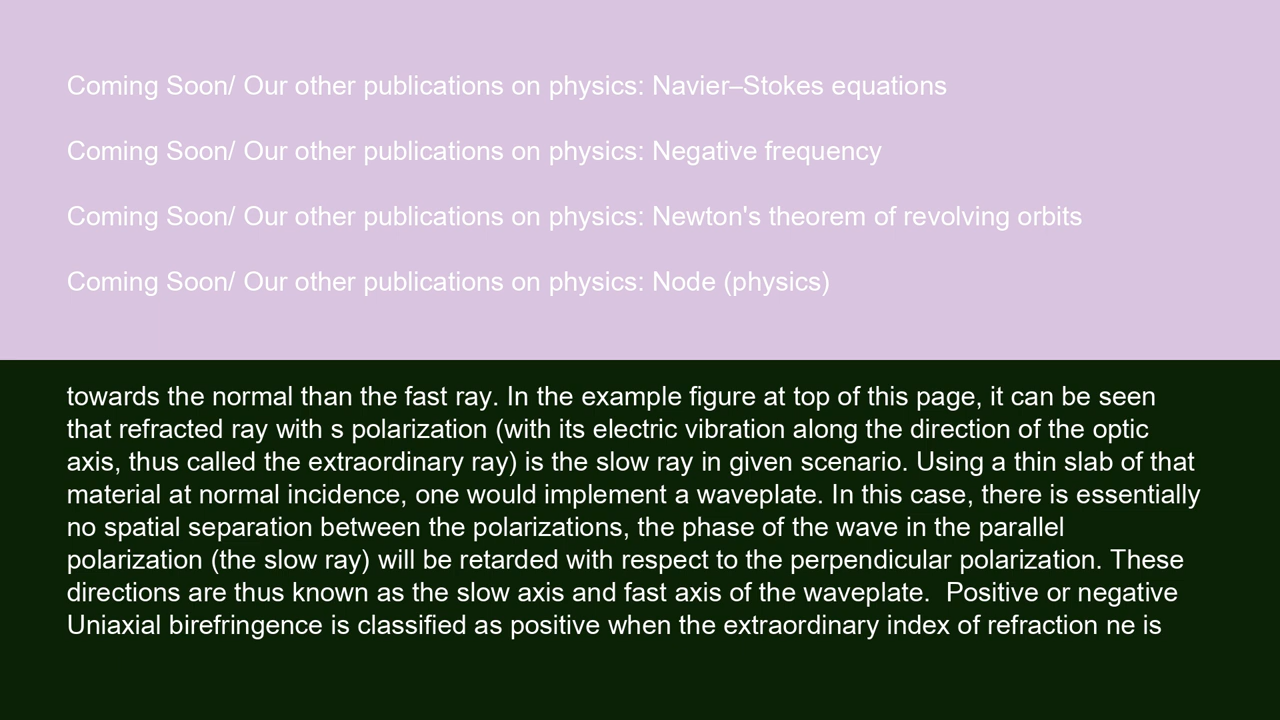 Coming Soon/ Our other publications on physics: Navier–Stokes equations
Coming Soon/ Our other publications on physics: Negative frequency
Coming Soon/ Our other publications on physics: Newton's theorem of revolving orbits
Coming Soon/ Our other publications on physics: Node (physics)
towards the normal than the fast ray. In the example figure at top of this page, it can be seen
that refracted ray with s polarization (with its electric vibration along the direction of the optic
axis, thus called the extraordinary ray) is the slow ray in given scenario. Using a thin slab of that
material at normal incidence, one would implement a waveplate. In this case, there is essentially
no spatial separation between the polarizations, the phase of the wave in the parallel
polarization (the slow ray) will be retarded with respect to the perpendicular polarization. These
directions are thus known as the slow axis and fast axis of the waveplate.  Positive or negative
Uniaxial birefringence is classified as positive when the extraordinary index of refraction ne is